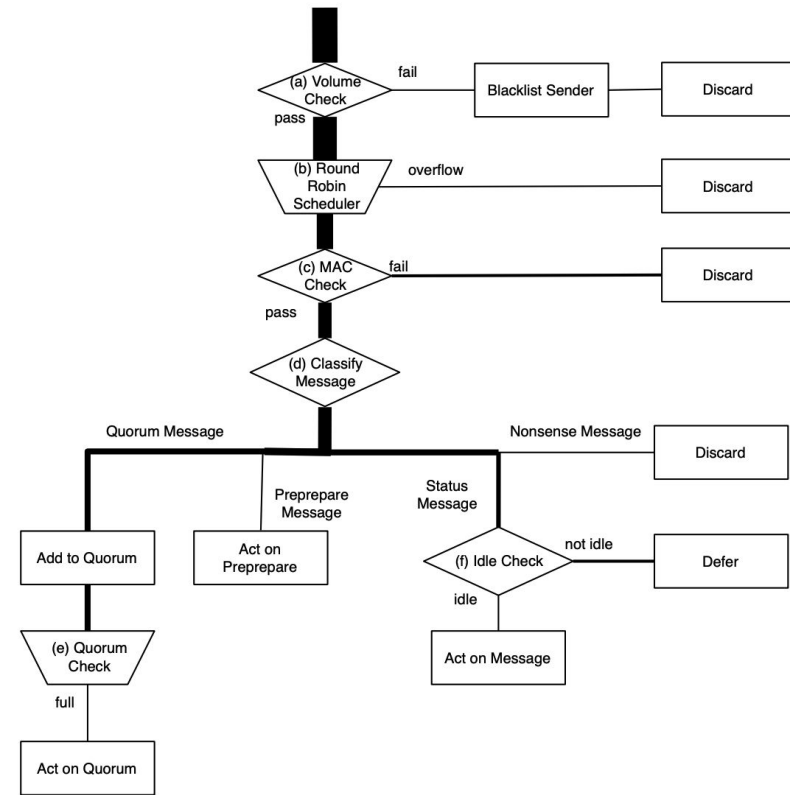 (a) Volume
Check
fail
Blacklist Sender
Discard
pass
(b) Round
Robin
Scheduler
overflow
Discard
(c) MAC
Check
fail
Discard
pass
(d) Classify
Message
Quorum Message
Nonsense Message
Discard
Preprepare
Message
Status
Message
Add to Quorum
Act on
Preprepare
(f) Idle Check
not idle
Defer
idle
(e) Quorum
Check
Act on Message
full
Act on Quorum